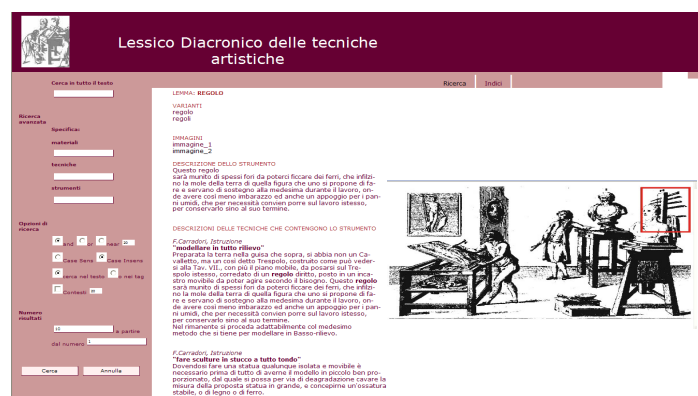 Lessico Diacronico delle tecniche
artistiche
Ricerca Indici
Cerca in tutto il testo
Ricerca
avanzata
Specifica:
materiali
tecniche
strumenti
Opzioni di
ricerca
and or near 20
Case Sens Case Insens
cerca nel testo o nei tag
Contesti
Numero
risultati
10 a partire
dal numero 1
Cerca Annulla
LEMMA: REGOLO
VARIANTI
regolo
regoli
IMMAGINI
immagine_1
immagine_2
DESCRIZIONE DELLO STRUMENTO
Questo regolo
sarà munito di spessi fori da poterci ficcare dei ferri, che infilzi-
no la mole della terra di quella figura che uno si propone di fa-
re e servano di sostegno alla medesima durante il lavoro, on-
de avere così meno imbarazzo ed anche un appoggio per i pan-
ni umidi, che per necessità convien porre sul lavoro istesso,
per conservarlo sino al suo termine.
DESCRIZIONI DELLE TECNICHE CHE CONTENGONO LO STRUMENTO
F.Carradori, Istruzione
"modellare in tutto rilievo"
Preparata la terra nella guisa che sopra, si abbia non un Ca-
valletto, ma un così detto Trespolo, costruto come può veder-
si alla Tav. VII., con più il piano mobile, da posarsi sul Tre-
spolo istesso, corredato di un regolo diritto, posto in un inca-
stro movibile da poter agire secondo il bisogno. Questo regolo
sarà munito di spessi fori da poterci ficcare dei ferri, che infilzi-
no la mole della terra di quella figura che uno si propone di fa-
re e servano di sostegno alla medesima durante il lavoro, on-
de avere così meno imbarazzo ed anche un appoggio per i pan-
ni umidi, che per necessità convien porre sul lavoro istesso,
per conservarlo sino al suo termine.
Nel rimanente si proceda adattabilmente col medesimo
metodo che si tiene per modellare in Basso-rilievo.
F.Carradori, Istruzione
"fare sculture in stucco a tutto tondo"
Dovendosi fare una statua qualunque isolata e movibile è
necessario prima di tutto di averne il modello in piccolo ben pro-
porzionato, dal quale si possa per via di deagradazione cavare la
misura della proposta statua in grande, e concepirne un'ossatura
stabile, o di legno o di ferro.